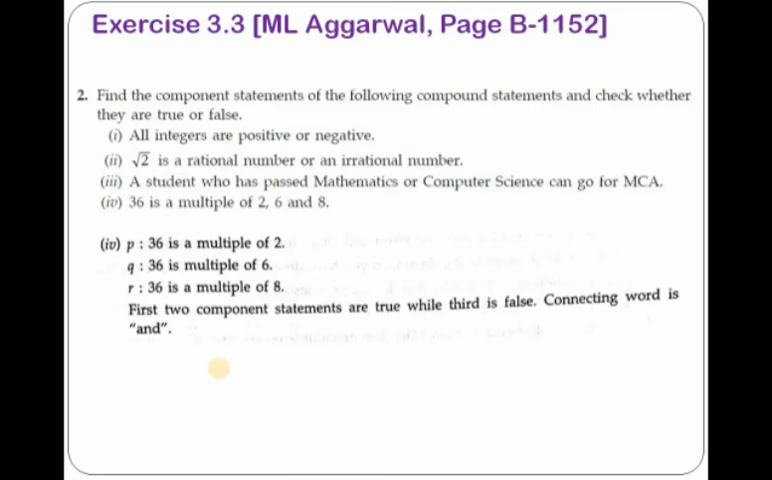 Exercise 3.3 [ML Aggarwal, Page B-1152]
2. Find the component statements of the following compound statements and check whether
they are true or false.
(i) All integers are positive or negative.
(ii) √2 is a rational number or an irrational number.
(iii) A student who has passed Mathematics or Computer Science can go for MCA.
(iv) 36 is a multiple of 2, 6 and 8.
(iv) p : 36 is a multiple of 2.
q : 36 is multiple of 6.
r : 36 is a multiple of 8.
First two component statements are true while third is false. Connecting word is
"and".